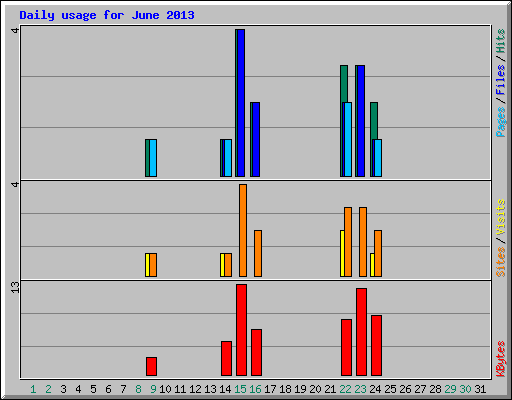 Daily usage for June 2013
4
Pages / Files / Hits
4
Sites / Visits
13
KBytes
1 2 3 4 5 6 7 8 9 10 11 12 13 14 15 16 17 18 19 20 21 22 23 24 25 26 27 28 29 30 31